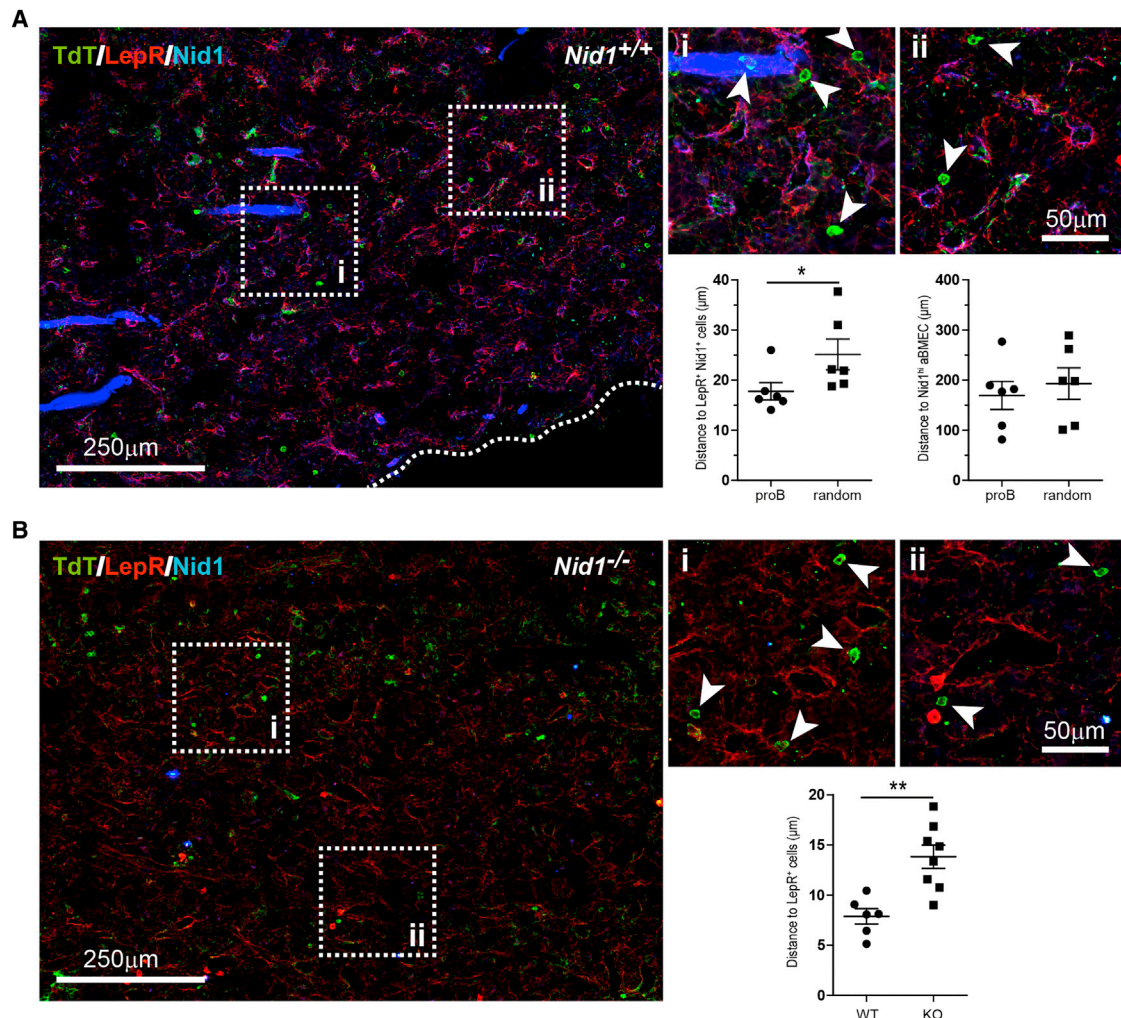 A
TdT/LepR/Nid1
Nid1+/+
i
ii
250µm
i
ii
50µm
Distance to LepR+ Nid1+ cells (µm)
40
30
20
10
0
*
proB
random
Distance to Nid1hi aBMEC (µm)
400
300
200
100
0
proB
random
B
TdT/LepR/Nid1
Nid1-/-
i
ii
250µm
i
ii
50µm
Distance to LepR+ cells (µm)
20
15
10
5
0
**
WT
KO